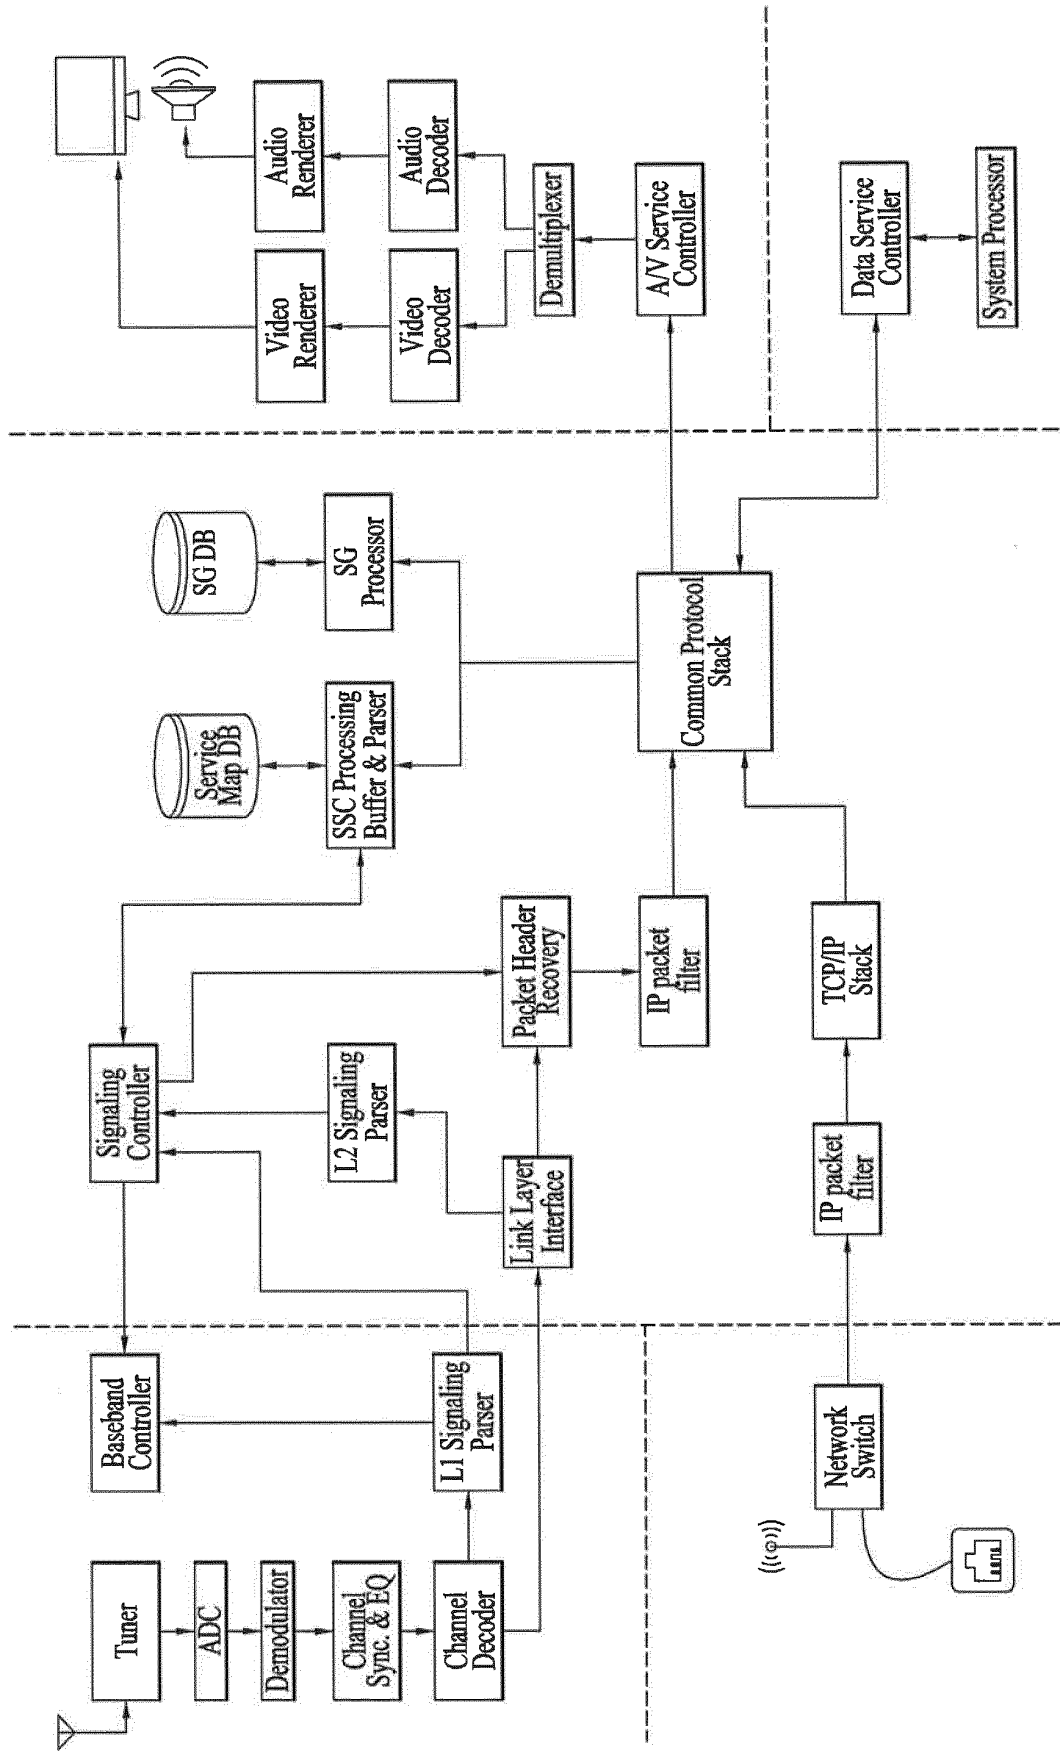 Tuner
ADC
Demodulator
Channel
Sync. & EQ
Channel
Decoder
Baseband
Controller
L1 Signaling
Parser
Network
Switch
Signaling
Controller
L2 Signaling
Parser
Link Layer
Interface
IP packet
filter
Packet Header
Recovery
IP packet
filter
TCP/IP
Stack
Service
Map DB
SSC Processing
Buffer & Parser
SG DB
SG
Processor
Common Protocol
Stack
Video
Renderer
Video
Decoder
Audio
Renderer
Audio
Decoder
Demultiplexer
A/V Service
Controller
Data Service
Controller
System Processor